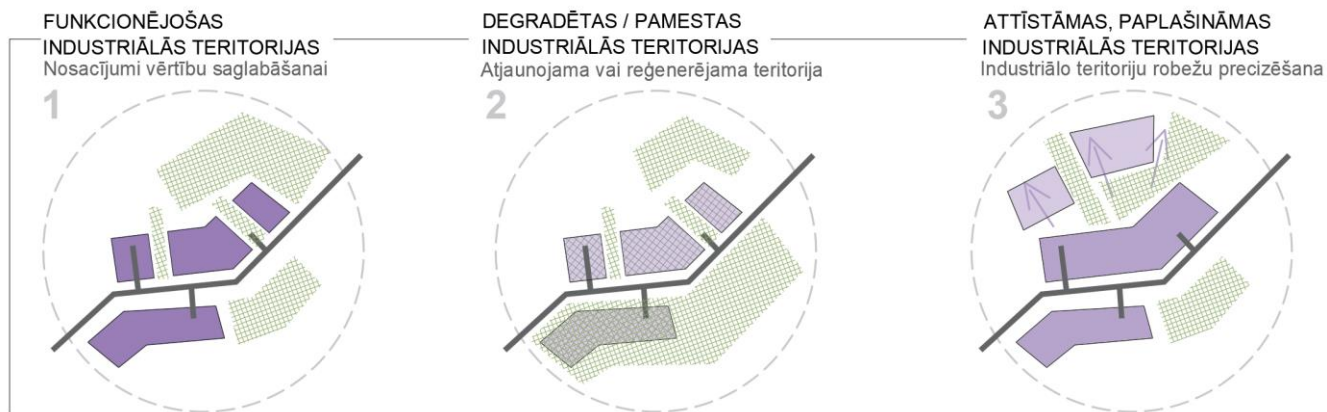 FUNKCIONĒJOŠAS
INDUSTRIĀLĀS TERITORIJAS
Nosacījumi vērtību saglabāšanai
1
DEGRADĒTAS / PAMESTAS
INDUSTRIĀLĀS TERITORIJAS
Atjaunojama vai reģenerējama teritorija
2
ATTĪSTĀMAS, PAPLAŠINĀMAS
INDUSTRIĀLĀS TERITORIJAS
Industriālo teritoriju robežu precizēšana
3